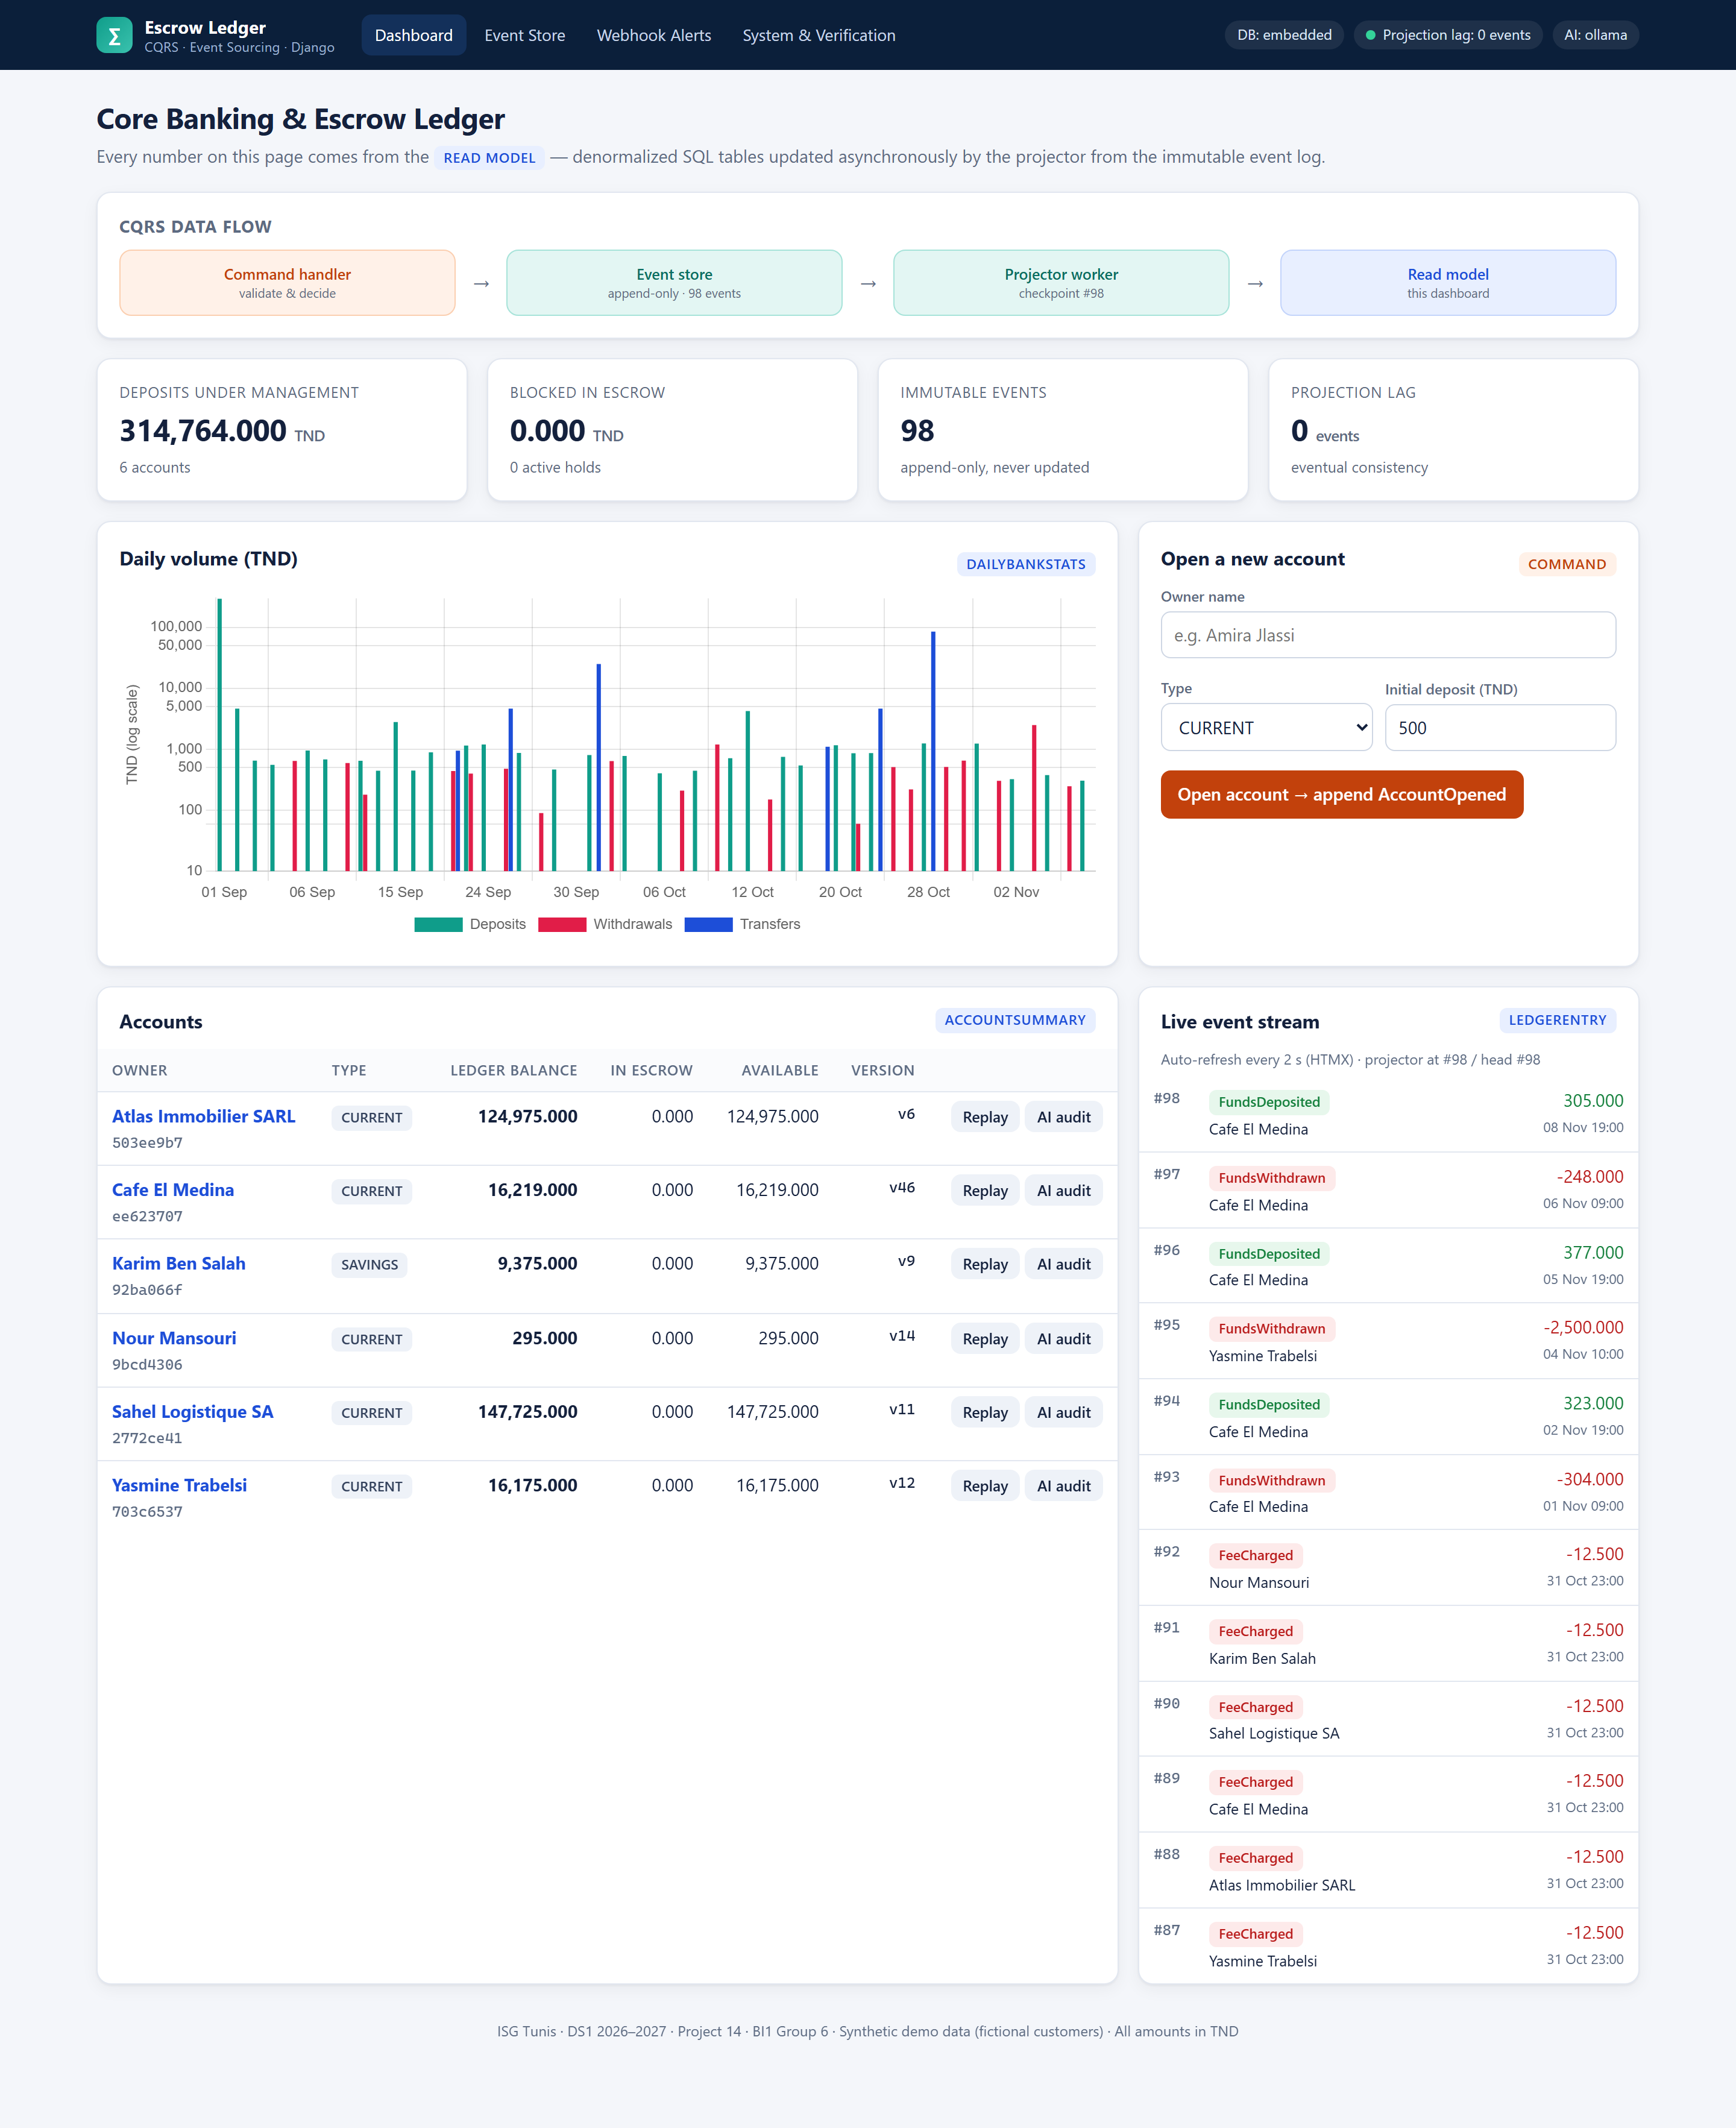 Σ
Escrow Ledger
CQRS · Event Sourcing · Django
Dashboard
Event Store
Webhook Alerts
System & Verification
DB: embedded
Projection lag: 0 events
AI: ollama
Core Banking & Escrow Ledger
Every number on this page comes from the READ MODEL — denormalized SQL tables updated asynchronously by the projector from the immutable event log.
CQRS DATA FLOW
Command handler
validate & decide
→
Event store
append-only · 98 events
→
Projector worker
checkpoint #98
→
Read model
this dashboard
DEPOSITS UNDER MANAGEMENT
314,764.000 TND
6 accounts
BLOCKED IN ESCROW
0.000 TND
0 active holds
IMMUTABLE EVENTS
98
append-only, never updated
PROJECTION LAG
0 events
eventual consistency
Daily volume (TND)
DAILYBANKSTATS
TND (log scale)
100,000
50,000
10,000
5,000
1,000
500
100
10
01 Sep 06 Sep 15 Sep 24 Sep 30 Sep 06 Oct 12 Oct 20 Oct 28 Oct 02 Nov
Deposits Withdrawals Transfers
Open a new account
COMMAND
Owner name
e.g. Amira Jlassi
Type
CURRENT
Initial deposit (TND)
500
Open account → append AccountOpened
Accounts
ACCOUNTSUMMARY
OWNER TYPE LEDGER BALANCE IN ESCROW AVAILABLE VERSION
Atlas Immobilier SARL CURRENT 124,975.000 0.000 124,975.000 v6 Replay AI audit
503ee9b7
Cafe El Medina CURRENT 16,219.000 0.000 16,219.000 v46 Replay AI audit
ee623707
Karim Ben Salah SAVINGS 9,375.000 0.000 9,375.000 v9 Replay AI audit
92ba066f
Nour Mansouri CURRENT 295.000 0.000 295.000 v14 Replay AI audit
9bcd4306
Sahel Logistique SA CURRENT 147,725.000 0.000 147,725.000 v11 Replay AI audit
2772ce41
Yasmine Trabelsi CURRENT 16,175.000 0.000 16,175.000 v12 Replay AI audit
703c6537
Live event stream
LEDGERENTRY
Auto-refresh every 2 s (HTMX) · projector at #98 / head #98
#98 FundsDeposited 305.000
Cafe El Medina 08 Nov 19:00
#97 FundsWithdrawn -248.000
Cafe El Medina 06 Nov 09:00
#96 FundsDeposited 377.000
Cafe El Medina 05 Nov 19:00
#95 FundsWithdrawn -2,500.000
Yasmine Trabelsi 04 Nov 10:00
#94 FundsDeposited 323.000
Cafe El Medina 02 Nov 19:00
#93 FundsWithdrawn -304.000
Cafe El Medina 01 Nov 09:00
#92 FeeCharged -12.500
Nour Mansouri 31 Oct 23:00
#91 FeeCharged -12.500
Karim Ben Salah 31 Oct 23:00
#90 FeeCharged -12.500
Sahel Logistique SA 31 Oct 23:00
#89 FeeCharged -12.500
Cafe El Medina 31 Oct 23:00
#88 FeeCharged -12.500
Atlas Immobilier SARL 31 Oct 23:00
#87 FeeCharged -12.500
Yasmine Trabelsi 31 Oct 23:00
ISG Tunis · DS1 2026–2027 · Project 14 · BI1 Group 6 · Synthetic demo data (fictional customers) · All amounts in TND